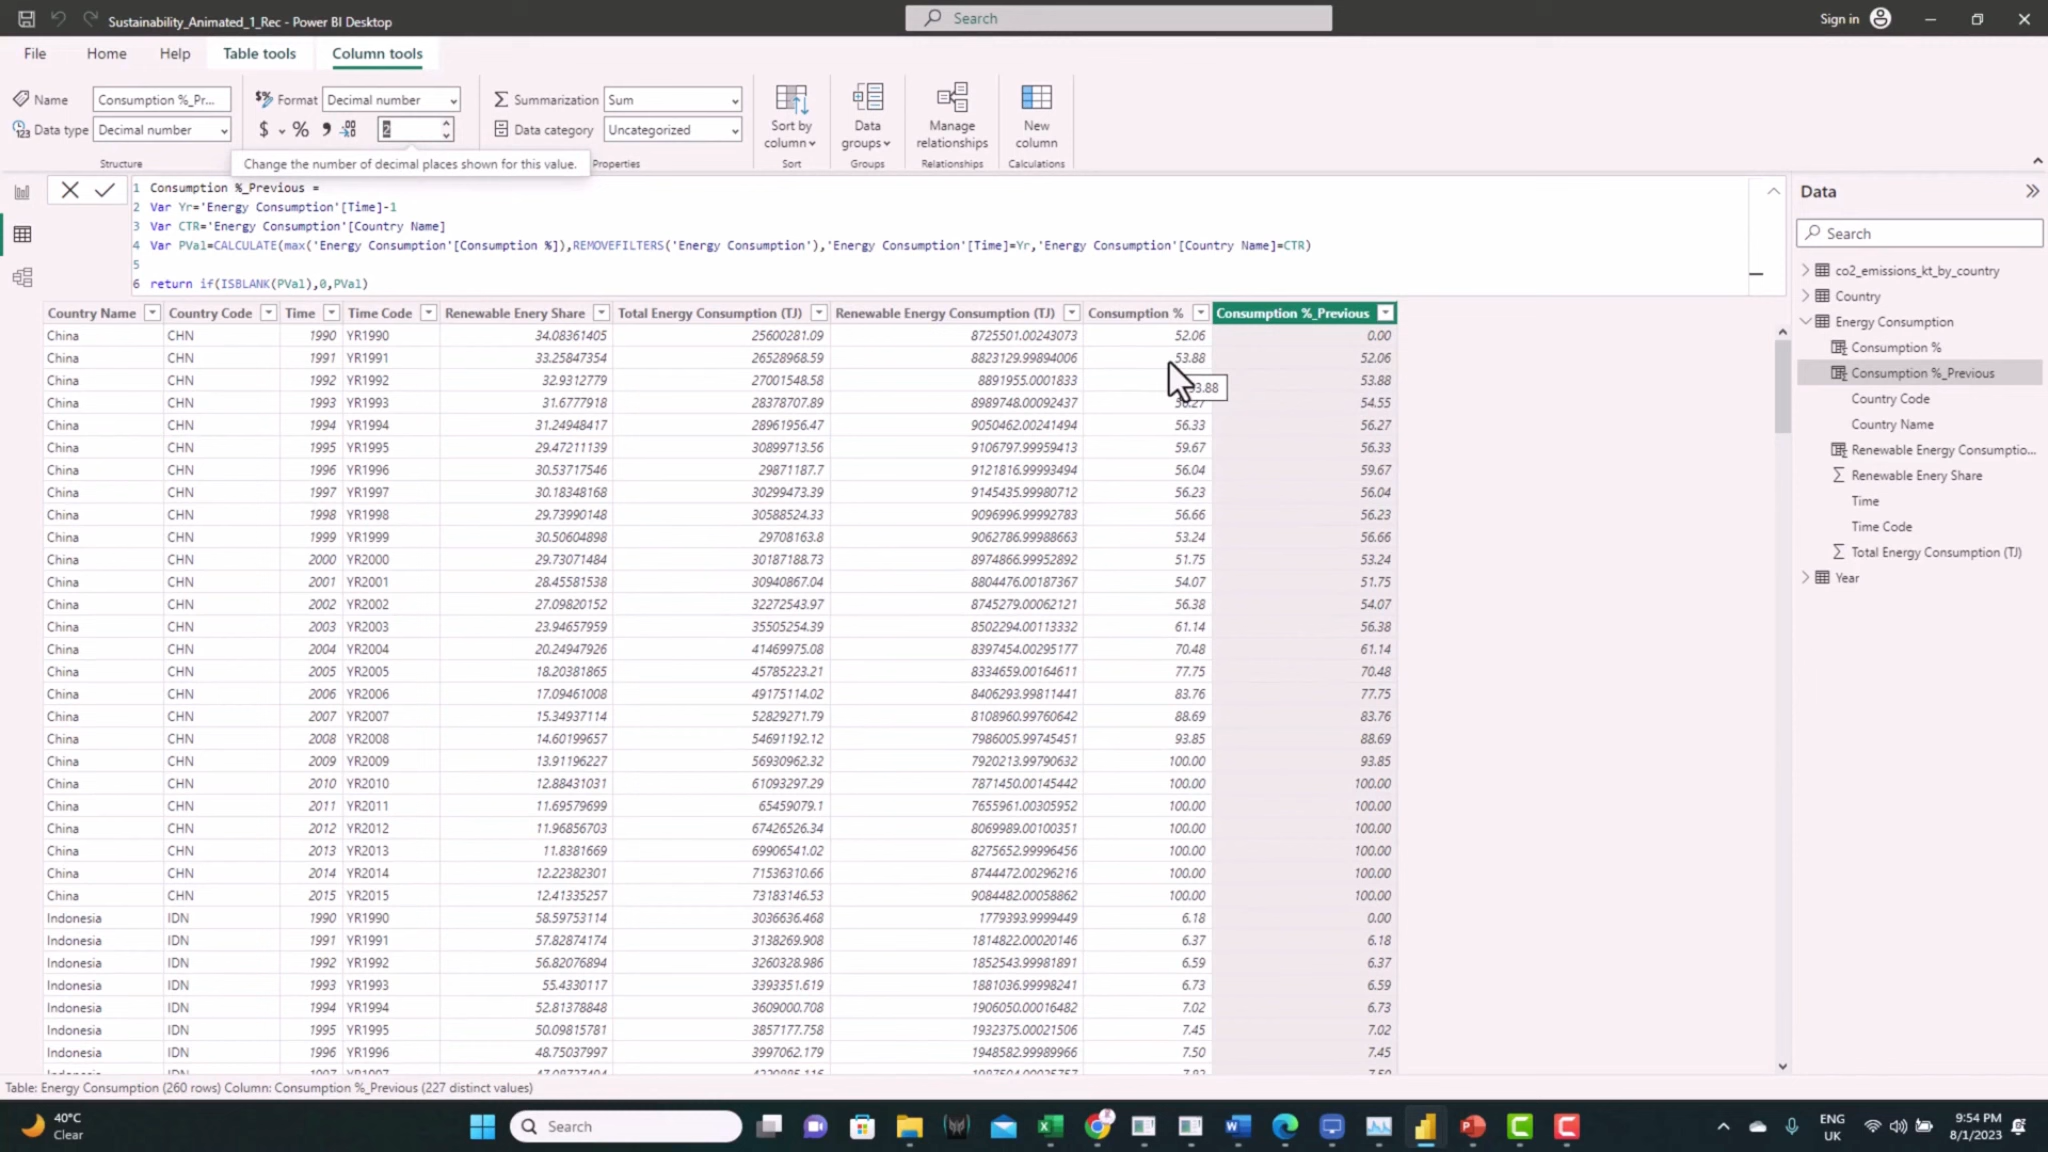 Sustainability_Animated_1_Rec - Power BI Desktop
Search
Sign in
File Home Help Table tools Column tools
Name Consumption %_Pr... Format Decimal number Summarization Sum
Data type Decimal number $ % 2 Data category Uncategorized
Sort by column Data groups Manage relationships New column
Structure Properties Sort Groups Relationships Calculations
Change the number of decimal places shown for this value.
1 Consumption %_Previous =
2 Var Yr='Energy Consumption'[Time]-1
3 Var CTR='Energy Consumption'[Country Name]
4 Var PVal=CALCULATE(max('Energy Consumption'[Consumption %]),REMOVEFILTERS('Energy Consumption'),'Energy Consumption'[Time]=Yr,'Energy Consumption'[Country Name]=CTR)
5
6 return if(ISBLANK(PVal),0,PVal)
Country Name Country Code Time Time Code Renewable Enery Share Total Energy Consumption (TJ) Renewable Energy Consumption (TJ) Consumption % Consumption %_Previous
China CHN 1990 YR1990 34.08361405 25600281.09 8725501.00243073 52.06 0.00
China CHN 1991 YR1991 33.25847354 26528968.59 8823129.99894006 53.88 52.06
China CHN 1992 YR1992 32.9312779 27001548.58 8891955.0001833 3.88 53.88
China CHN 1993 YR1993 31.6777918 28378707.89 8989748.00092437 56.27 54.55
China CHN 1994 YR1994 31.24948417 28961956.47 9050462.00241494 56.33 56.27
China CHN 1995 YR1995 29.47211139 30899713.56 9106797.99959413 59.67 56.33
China CHN 1996 YR1996 30.53717546 29871187.7 9121816.99993494 56.04 59.67
China CHN 1997 YR1997 30.18348168 30299473.39 9145435.99980712 56.23 56.04
China CHN 1998 YR1998 29.73990148 30588524.33 9096996.99992783 56.66 56.23
China CHN 1999 YR1999 30.50604898 29708163.8 9062786.99988663 53.24 56.66
China CHN 2000 YR2000 29.73071484 30187188.73 8974866.99952892 51.75 53.24
China CHN 2001 YR2001 28.45581538 30940867.04 8804476.00187367 54.07 51.75
China CHN 2002 YR2002 27.09820152 32272543.97 8745279.00062121 56.38 54.07
China CHN 2003 YR2003 23.94657959 35505254.39 8502294.00113332 61.14 56.38
China CHN 2004 YR2004 20.24947926 41469975.08 8397454.00295177 70.48 61.14
China CHN 2005 YR2005 18.20381865 45785223.21 8334659.00164611 77.75 70.48
China CHN 2006 YR2006 17.09461008 49175114.02 8406293.99811441 83.76 77.75
China CHN 2007 YR2007 15.34937114 52829271.79 8108960.99760642 88.69 83.76
China CHN 2008 YR2008 14.60199657 54691192.12 7986005.99745451 93.85 88.69
China CHN 2009 YR2009 13.91196227 56930962.32 7920213.99790632 100.00 93.85
China CHN 2010 YR2010 12.88431031 61093297.29 7871450.00145442 100.00 100.00
China CHN 2011 YR2011 11.69579699 65459079.1 7655961.00305952 100.00 100.00
China CHN 2012 YR2012 11.96856703 67426526.34 8069989.00100351 100.00 100.00
China CHN 2013 YR2013 11.8381669 69906541.02 8275652.99996456 100.00 100.00
China CHN 2014 YR2014 12.22382301 71536310.66 8744472.00296216 100.00 100.00
China CHN 2015 YR2015 12.41335257 73183146.53 9084482.00058862 100.00 100.00
Indonesia IDN 1990 YR1990 58.59753114 3036636.468 1779393.9999449 6.18 0.00
Indonesia IDN 1991 YR1991 57.82874174 3138269.908 1814822.00020146 6.37 6.18
Indonesia IDN 1992 YR1992 56.82076894 3260328.986 1852543.99981891 6.59 6.37
Indonesia IDN 1993 YR1993 55.4330117 3393351.619 1881036.99998241 6.73 6.59
Indonesia IDN 1994 YR1994 52.81378848 3609000.708 1906050.00016482 7.02 6.73
Indonesia IDN 1995 YR1995 50.09815781 3857177.758 1932375.00021506 7.45 7.02
Indonesia IDN 1996 YR1996 48.75037997 3997062.179 1948582.99989966 7.50 7.45
Data
Search
co2_emissions_kt_by_country
Country
Energy Consumption
Consumption %
Consumption %_Previous
Country Code
Country Name
Renewable Energy Consumptio...
Renewable Enery Share
Time
Time Code
Total Energy Consumption (TJ)
Year
Table: Energy Consumption (260 rows) Column: Consumption %_Previous (227 distinct values)
40°C
Clear
Search
ENG
UK
9:54 PM
8/1/2023